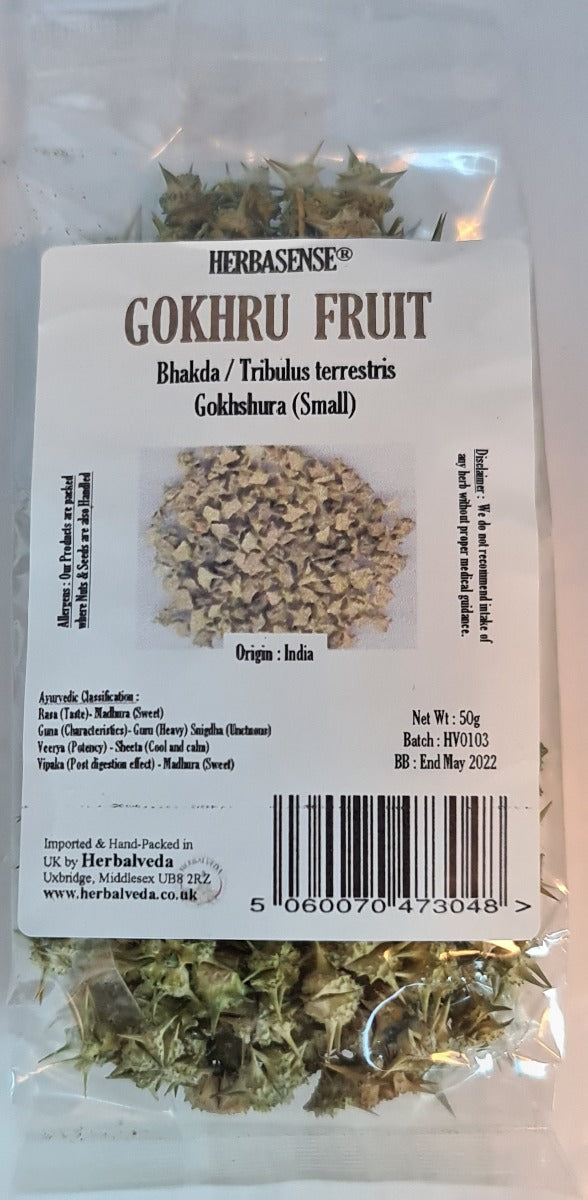 HERBASENSE®
GOKHRU FRUIT
Bhakda / Tribulus terrestris
Gokhshura (Small)
Allergens : Our Products are packed
where Nuts & Seeds are also Handled
Disclaimer : We do not recommend intake of
any herb without proper medical guidance.
Origin : India
Ayurvedic Classification :
Rasa (Taste)- Madhura (Sweet)
Guna (Characteristics)- Guru (Heavy) Snigdha (Unctuous)
Veerya (Potency) - Sheeta (Cool and calm)
Vipaka (Post digestion effect) - Madhura (Sweet)
Net Wt : 50g
Batch : HV0103
BB : End May 2022
Imported & Hand-Packed in
UK by Herbalveda
Uxbridge, Middlesex UB8 2RZ
www.herbalveda.co.uk
HERBALVEDA
5 060070 473048 >